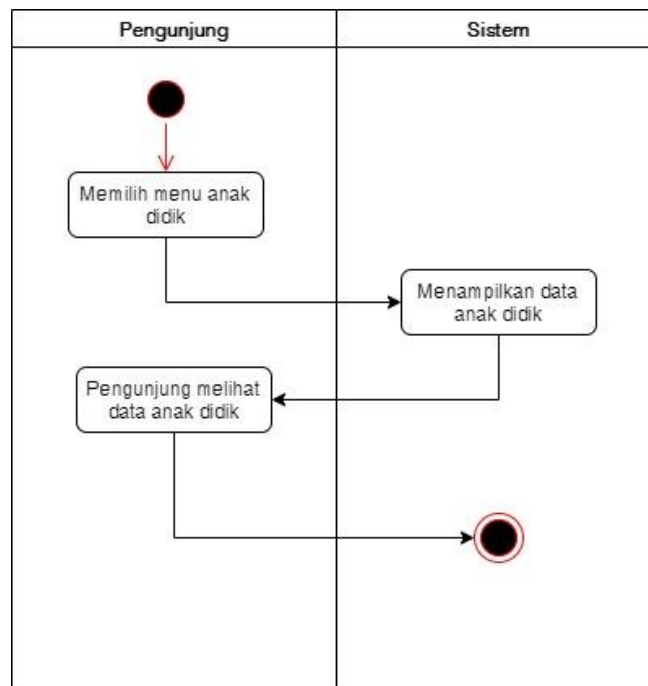 Pengunjung
Sistem
Memilih menu anak
didik
Menampilkan data
anak didik
Pengunjung melihat
data anak didik